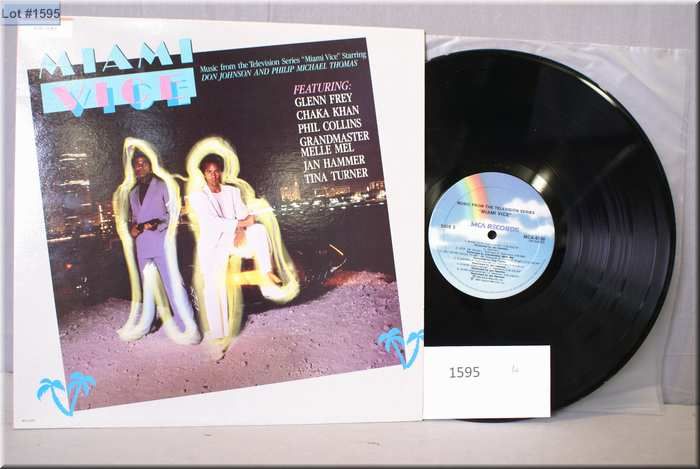 Lot #1595
MIAMI
VICE
Music from the Television Series "Miami Vice" Starring
DON JOHNSON AND PHILIP MICHAEL THOMAS
FEATURING:
GLENN FREY
CHAKA KHAN
PHIL COLLINS
GRANDMASTER
MELLE MEL
JAN HAMMER
TINA TURNER
MUSIC FROM THE TELEVISION SERIES
"MIAMI VICE"
MCA RECORDS
SIDE
1595